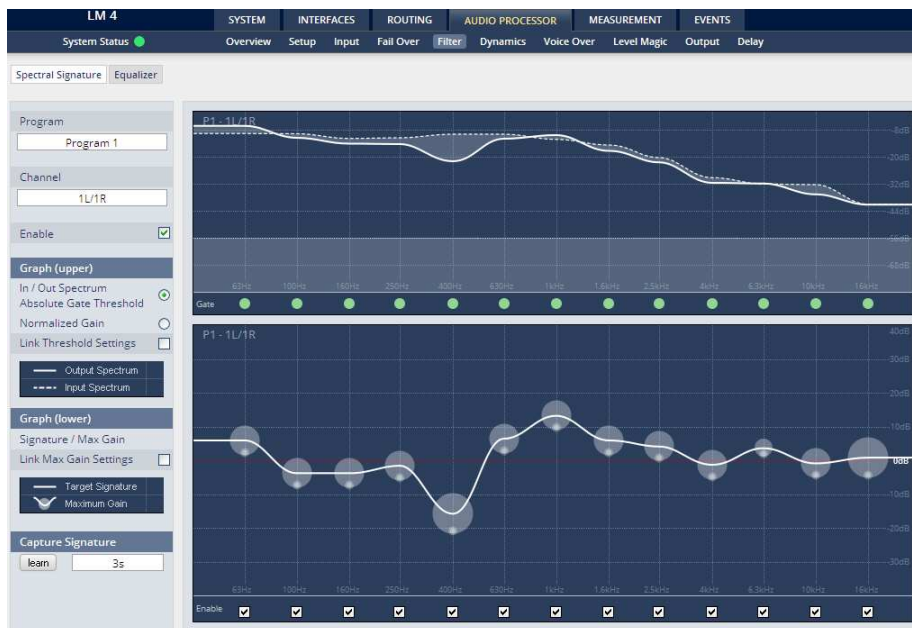 LM 4
SYSTEM INTERFACES ROUTING AUDIO PROCESSOR MEASUREMENT EVENTS
System Status
Overview Setup Input Fail Over Filter Dynamics Voice Over Level Magic Output Delay
Spectral Signature Equalizer
Program
Program 1
Channel
1L/1R
Enable
Graph (upper)
In / Out Spectrum
Absolute Gate Threshold
Normalized Gain
Link Threshold Settings
Output Spectrum
Input Spectrum
Graph (lower)
Signature / Max Gain
Link Max Gain Settings
Target Signature
Maximum Gain
Capture Signature
learn 3s
P1 - 1L/1R
-8dB
-20dB
-32dB
-44dB
-56dB
-68dB
63Hz 100Hz 160Hz 250Hz 400Hz 630Hz 1kHz 1.6kHz 2.5kHz 4kHz 6.3kHz 10kHz 16kHz
Gate
P1 - 1L/1R
40dB
30dB
20dB
10dB
0dB
-10dB
-20dB
-30dB
63Hz 100Hz 160Hz 250Hz 400Hz 630Hz 1kHz 1.6kHz 2.5kHz 4kHz 6.3kHz 10kHz 16kHz
Enable